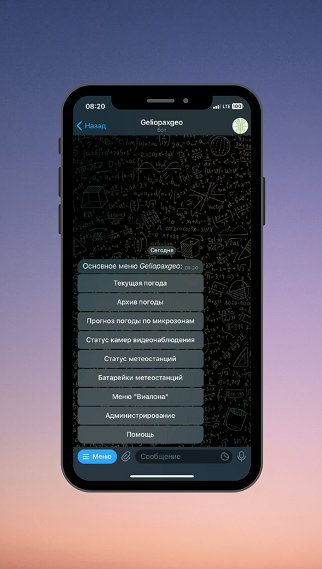 08:20
LTE
Назад
Geliopaxgeo
бот
Сегодня
Основное меню Geliopaxgeo: 08:20
Текущая погода
Архив погоды
Прогноз погоды по микрозонам
Статус камер видеонаблюдения
Статус метеостанций
Батарейки метеостанций
Меню "Виалона"
Администрирование
Помощь
Меню
Сообщение